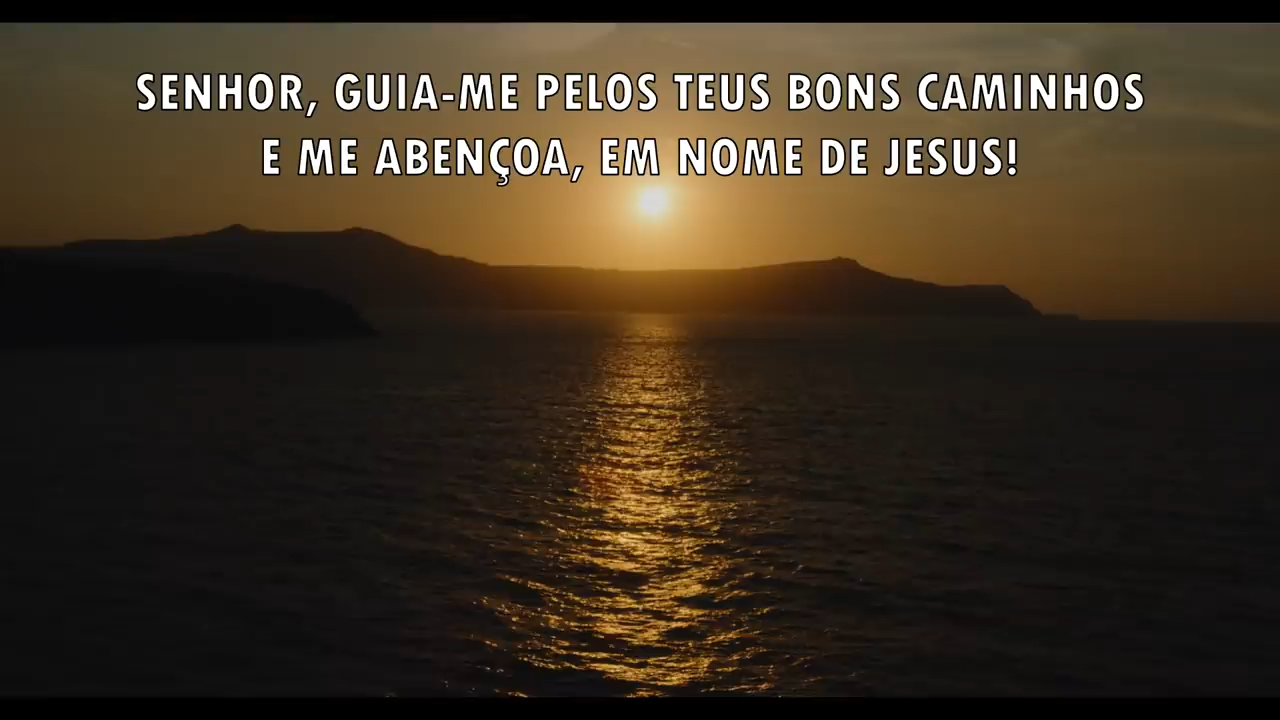 SENHOR, GUIA-ME PELOS TEUS BONS CAMINHOS
E ME ABENÇOA, EM NOME DE JESUS!